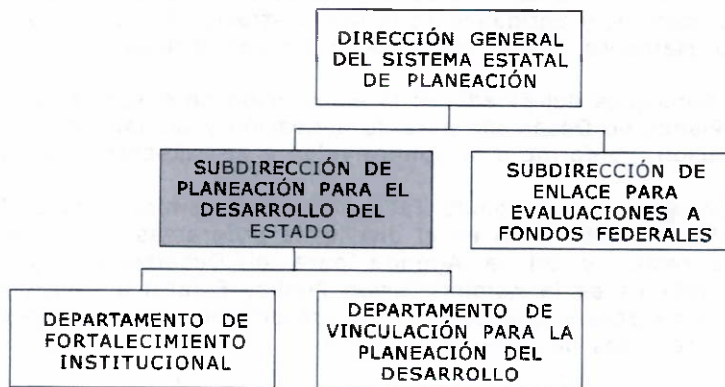 DIRECCIÓN GENERAL
DEL SISTEMA ESTATAL
DE PLANEACIÓN
SUBDIRECCIÓN DE
PLANEACIÓN PARA EL
DESARROLLO DEL
ESTADO
SUBDIRECCIÓN DE
ENLACE PARA
EVALUACIONES A
FONDOS FEDERALES
DEPARTAMENTO DE
FORTALECIMIENTO
INSTITUCIONAL
DEPARTAMENTO DE
VINCULACIÓN PARA LA
PLANEACIÓN DEL
DESARROLLO